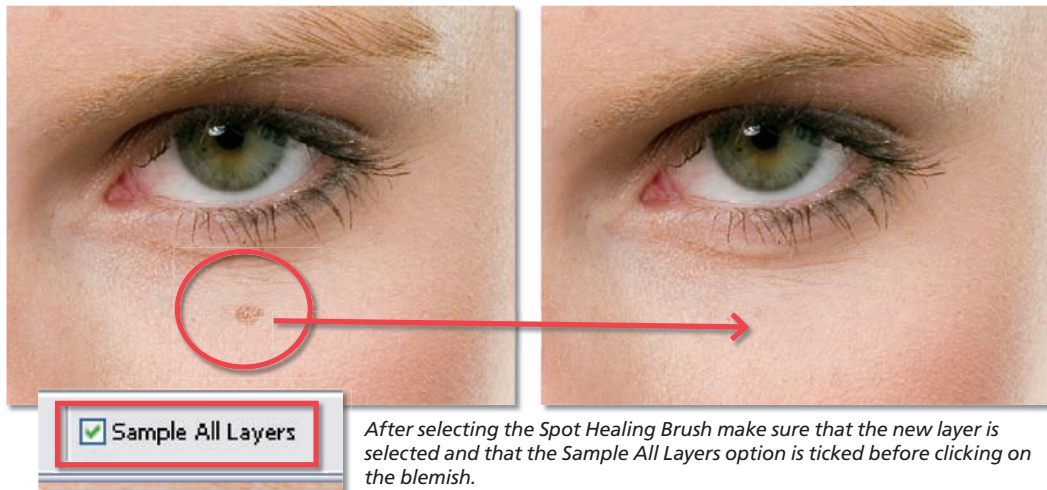 Sample All Layers
After selecting the Spot Healing Brush make sure that the new layer is
selected and that the Sample All Layers option is ticked before clicking on
the blemish.